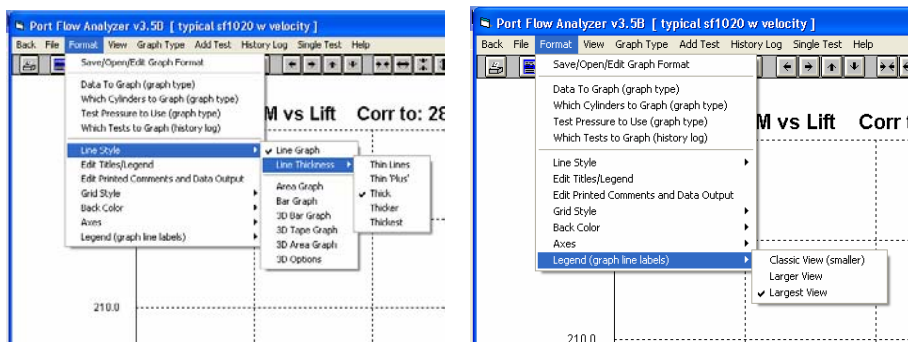 Port Flow Analyzer v3.5B [ typical sf1020 w velocity ]
Back File Format View Graph Type Add Test History Log Single Test Help
Save/Open/Edit Graph Format
Data To Graph (graph type)
Which Cylinders to Graph (graph type)
Test Pressure to Use (graph type)
Which Tests to Graph (history log)
Line Style
Edit Titles/Legend
Edit Printed Comments and Data Output
Grid Style
Back Color
Axes
Legend (graph line labels)
Line Graph
Line Thickness
Area Graph
Bar Graph
3D Bar Graph
3D Tape Graph
3D Area Graph
3D Options
Thin Lines
Thin 'Plus'
Thick
Thicker
Thickest
M vs Lift Corr to: 28
210.0
Port Flow Analyzer v3.5B [ typical sf1020 w velocity ]
Back File Format View Graph Type Add Test History Log Single Test Help
Save/Open/Edit Graph Format
Data To Graph (graph type)
Which Cylinders to Graph (graph type)
Test Pressure to Use (graph type)
Which Tests to Graph (history log)
Line Style
Edit Titles/Legend
Edit Printed Comments and Data Output
Grid Style
Back Color
Axes
Legend (graph line labels)
Classic View (smaller)
Larger View
Largest View
M vs Lift Corr
210.0